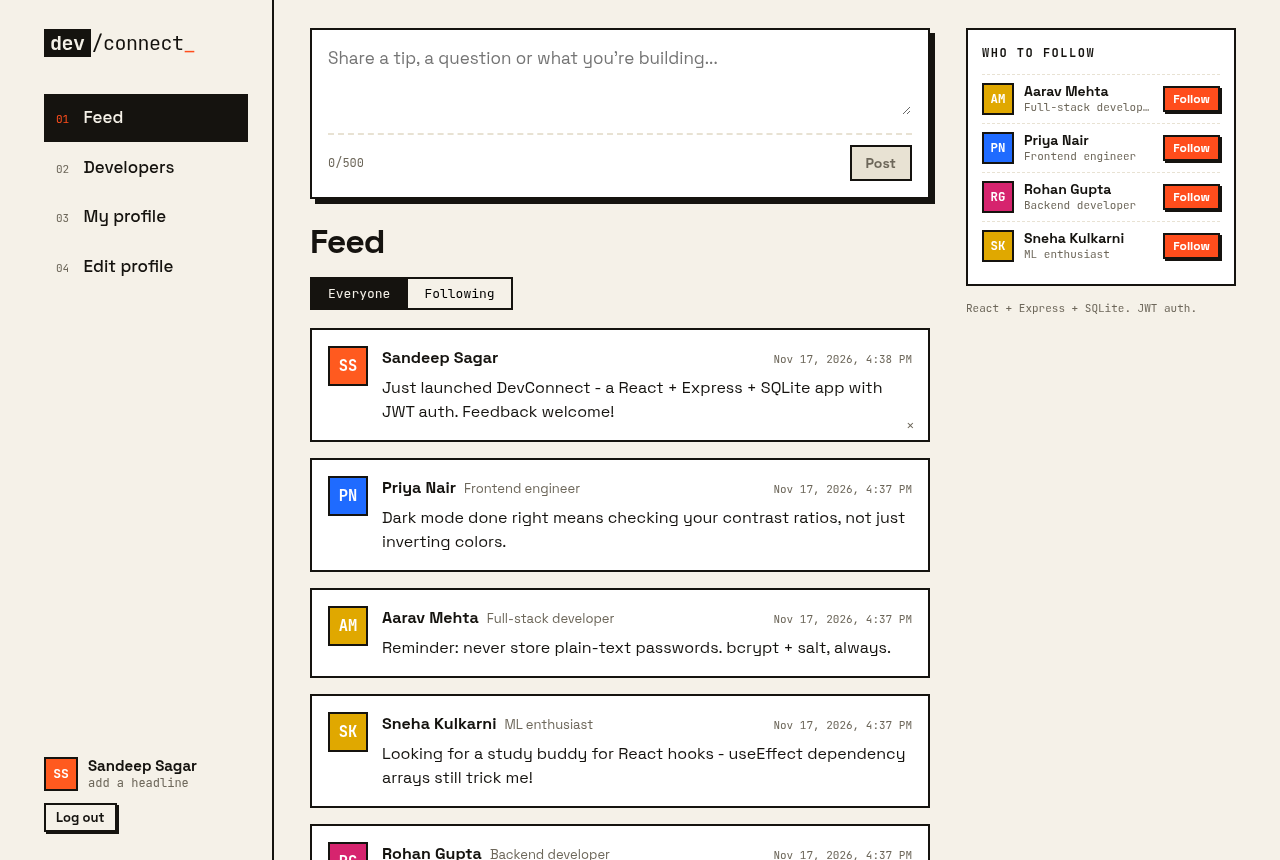 dev/connect_
01 Feed
02 Developers
03 My profile
04 Edit profile
SS Sandeep Sagar
add a headline
Log out
Share a tip, a question or what you're building...
0/500 Post
Feed
Everyone Following
SS Sandeep Sagar Nov 17, 2026, 4:38 PM
Just launched DevConnect - a React + Express + SQLite app with
JWT auth. Feedback welcome!
×
PN Priya Nair Frontend engineer Nov 17, 2026, 4:37 PM
Dark mode done right means checking your contrast ratios, not just
inverting colors.
AM Aarav Mehta Full-stack developer Nov 17, 2026, 4:37 PM
Reminder: never store plain-text passwords. bcrypt + salt, always.
SK Sneha Kulkarni ML enthusiast Nov 17, 2026, 4:37 PM
Looking for a study buddy for React hooks - useEffect dependency
arrays still trick me!
RG Rohan Gupta Backend developer Nov 17, 2026, 4:37 PM
WHO TO FOLLOW
AM Aarav Mehta Follow
Full-stack develop…
PN Priya Nair Follow
Frontend engineer
RG Rohan Gupta Follow
Backend developer
SK Sneha Kulkarni Follow
ML enthusiast
React + Express + SQLite. JWT auth.